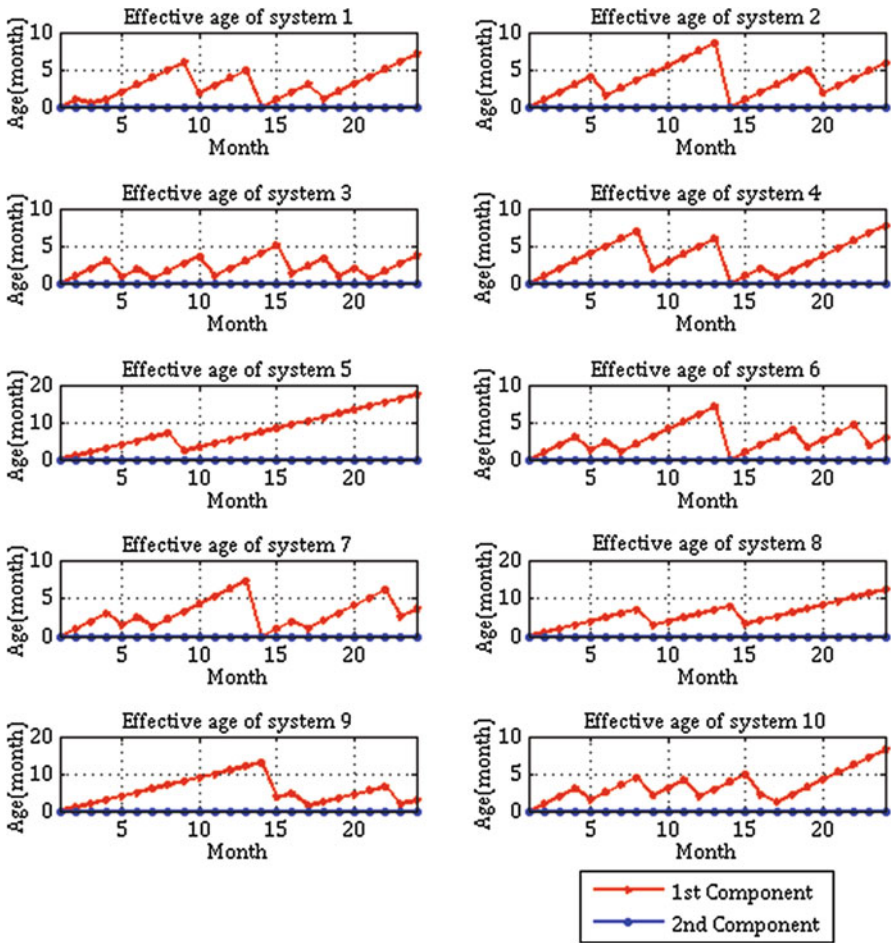 Effective age of system 1
Age(month)
10
5
0
5 10 15 20
Month
Effective age of system 2
Age(month)
10
5
0
5 10 15 20
Month
Effective age of system 3
Age(month)
10
5
0
5 10 15 20
Month
Effective age of system 4
Age(month)
10
5
0
5 10 15 20
Month
Effective age of system 5
Age(month)
20
10
0
5 10 15 20
Month
Effective age of system 6
Age(month)
10
5
0
5 10 15 20
Month
Effective age of system 7
Age(month)
10
5
0
5 10 15 20
Month
Effective age of system 8
Age(month)
20
10
0
5 10 15 20
Month
Effective age of system 9
Age(month)
20
10
0
5 10 15 20
Month
Effective age of system 10
Age(month)
10
5
0
5 10 15 20
Month
1st Component
2nd Component